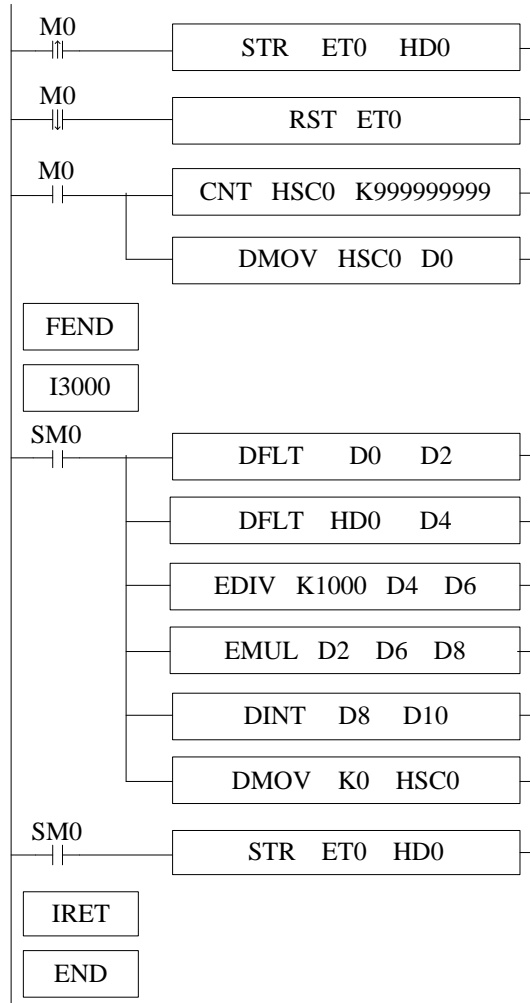 M0
STR ET0 HD0
M0
RST ET0
M0
CNT HSC0 K999999999
DMOV HSC0 D0
FEND
I3000
SM0
DFLT D0 D2
DFLT HD0 D4
EDIV K1000 D4 D6
EMUL D2 D6 D8
DINT D8 D10
DMOV K0 HSC0
SM0
STR ET0 HD0
IRET
END